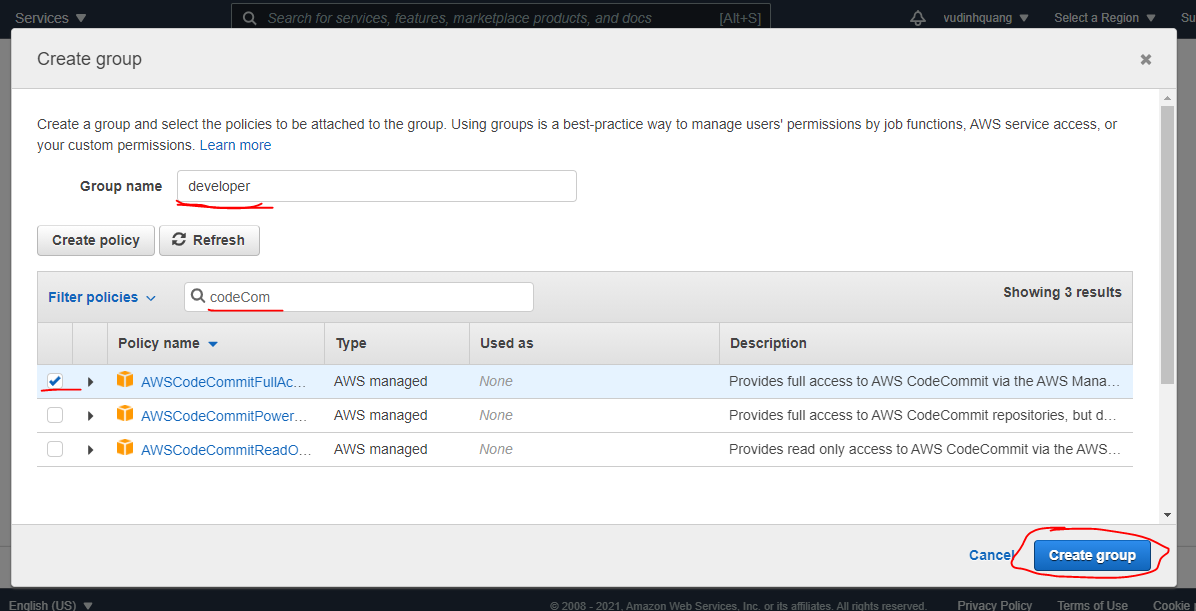 Services
Search for services, features, marketplace products, and docs [Alt+S]
vudinhquang
Select a Region
Su
Create group
Create a group and select the policies to be attached to the group. Using groups is a best-practice way to manage users' permissions by job functions, AWS service access, or
your custom permissions. Learn more
Group name developer
Create policy Refresh
Filter policies codeCom Showing 3 results
Policy name Type Used as Description
AWSCodeCommitFullAc... AWS managed None Provides full access to AWS CodeCommit via the AWS Mana...
AWSCodeCommitPower... AWS managed None Provides full access to AWS CodeCommit repositories, but d...
AWSCodeCommitReadO... AWS managed None Provides read only access to AWS CodeCommit via the AWS...
Cancel Create group
English (US) © 2008 - 2021, Amazon Web Services, Inc. or its affiliates. All rights reserved. Privacy Policy Terms of Use Cookie